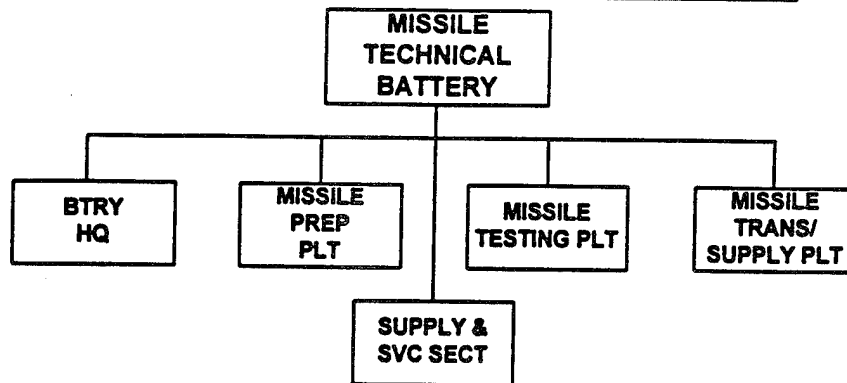 MISSILE
TECHNICAL
BATTERY
BTRY
HQ
MISSILE
PREP
PLT
MISSILE
TESTING PLT
MISSILE
TRANS/
SUPPLY PLT
SUPPLY &
SVC SECT